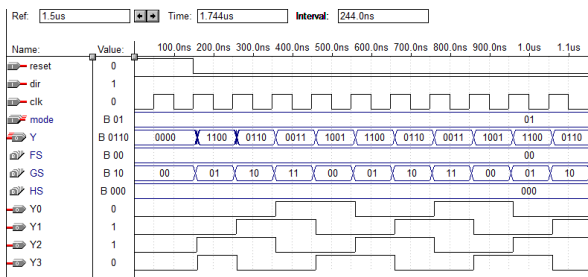 Ref: 1.5us Time: 1.744us Interval: 244.0ns
Name: Value: 100.0ns 200.0ns 300.0ns 400.0ns 500.0ns 600.0ns 700.0ns 800.0ns 900.0ns 1.0us 1.1us
reset 0
dir 1
clk 0
mode B 01 01
Y B 0110 0000 1100 0110 0011 1001 1100 0110 0011 1001 1100 0110
FS B 00 00
GS B 10 00 01 10 11 00 01 10 11 00 01 10
HS B 000 000
Y0 0
Y1 1
Y2 1
Y3 0